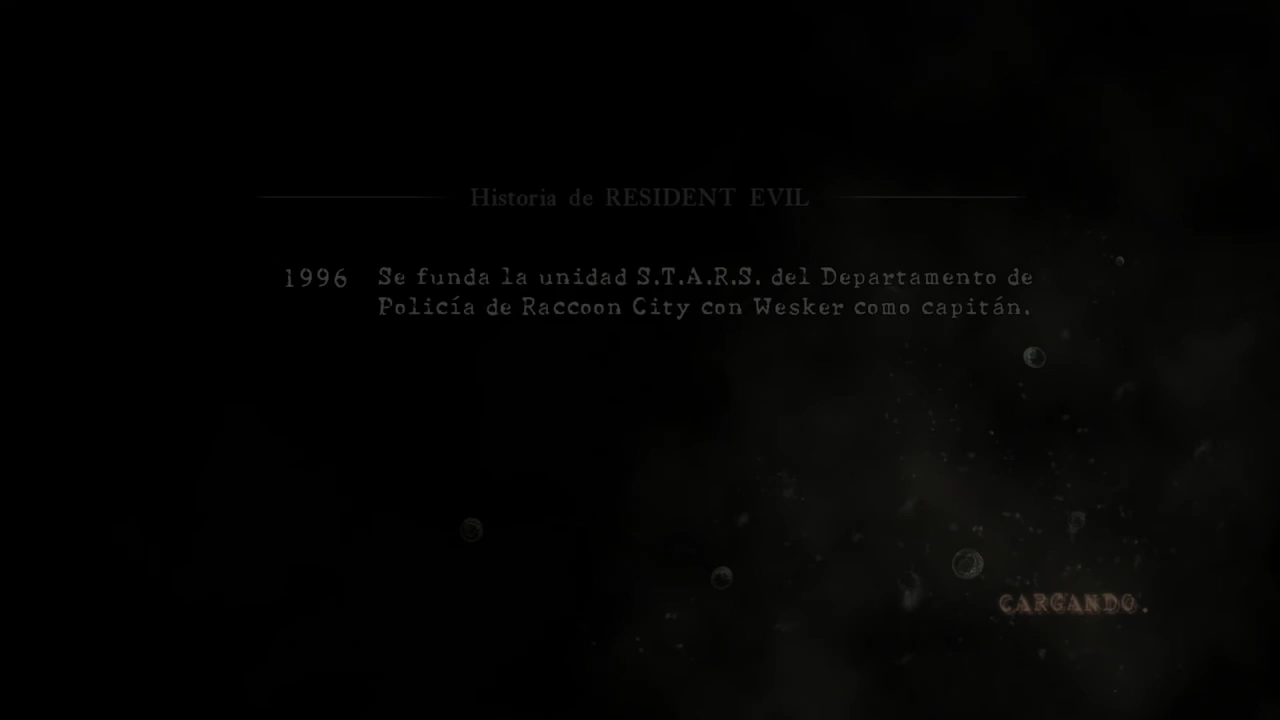 Historia de RESIDENT EVIL
1996 Se funda la unidad S.T.A.R.S. del Departamento de
Policía de Raccoon City con Wesker como capitán.
CARGANDO.